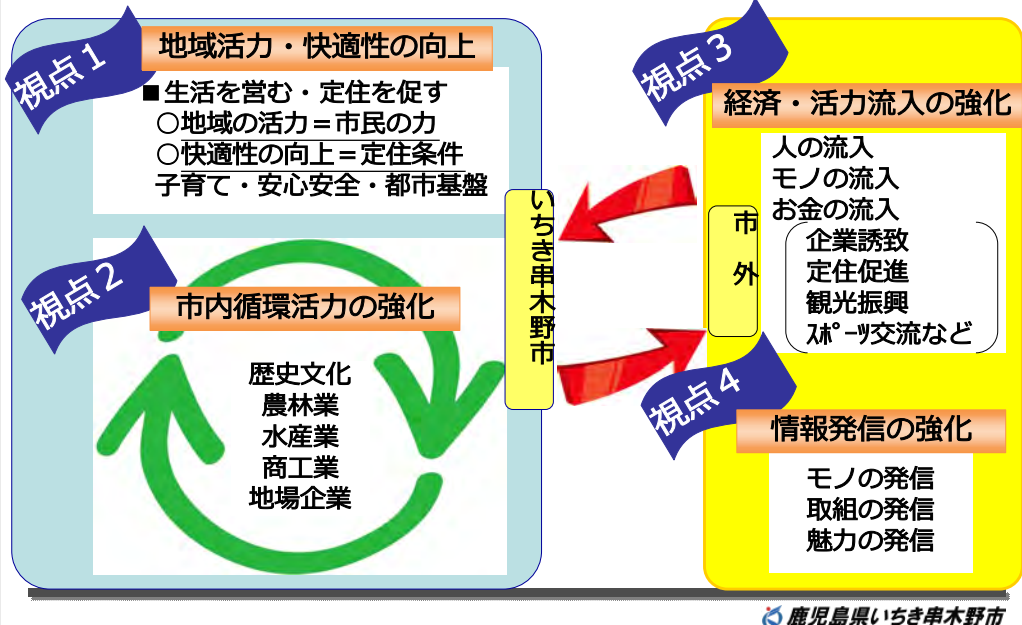 視点１
地域活力・快適性の向上
■生活を営む・定住を促す
○地域の活力＝市民の力
○快適性の向上＝定住条件
子育て・安心安全・都市基盤
視点２
市内循環活力の強化
歴史文化
農林業
水産業
商工業
地場企業
いちき串木野市
視点３
経済・活力流入の強化
人の流入
モノの流入
お金の流入
企業誘致
定住促進
観光振興
ｽﾎﾟｰﾂ交流など
市外
視点４
情報発信の強化
モノの発信
取組の発信
魅力の発信
鹿児島県いちき串木野市